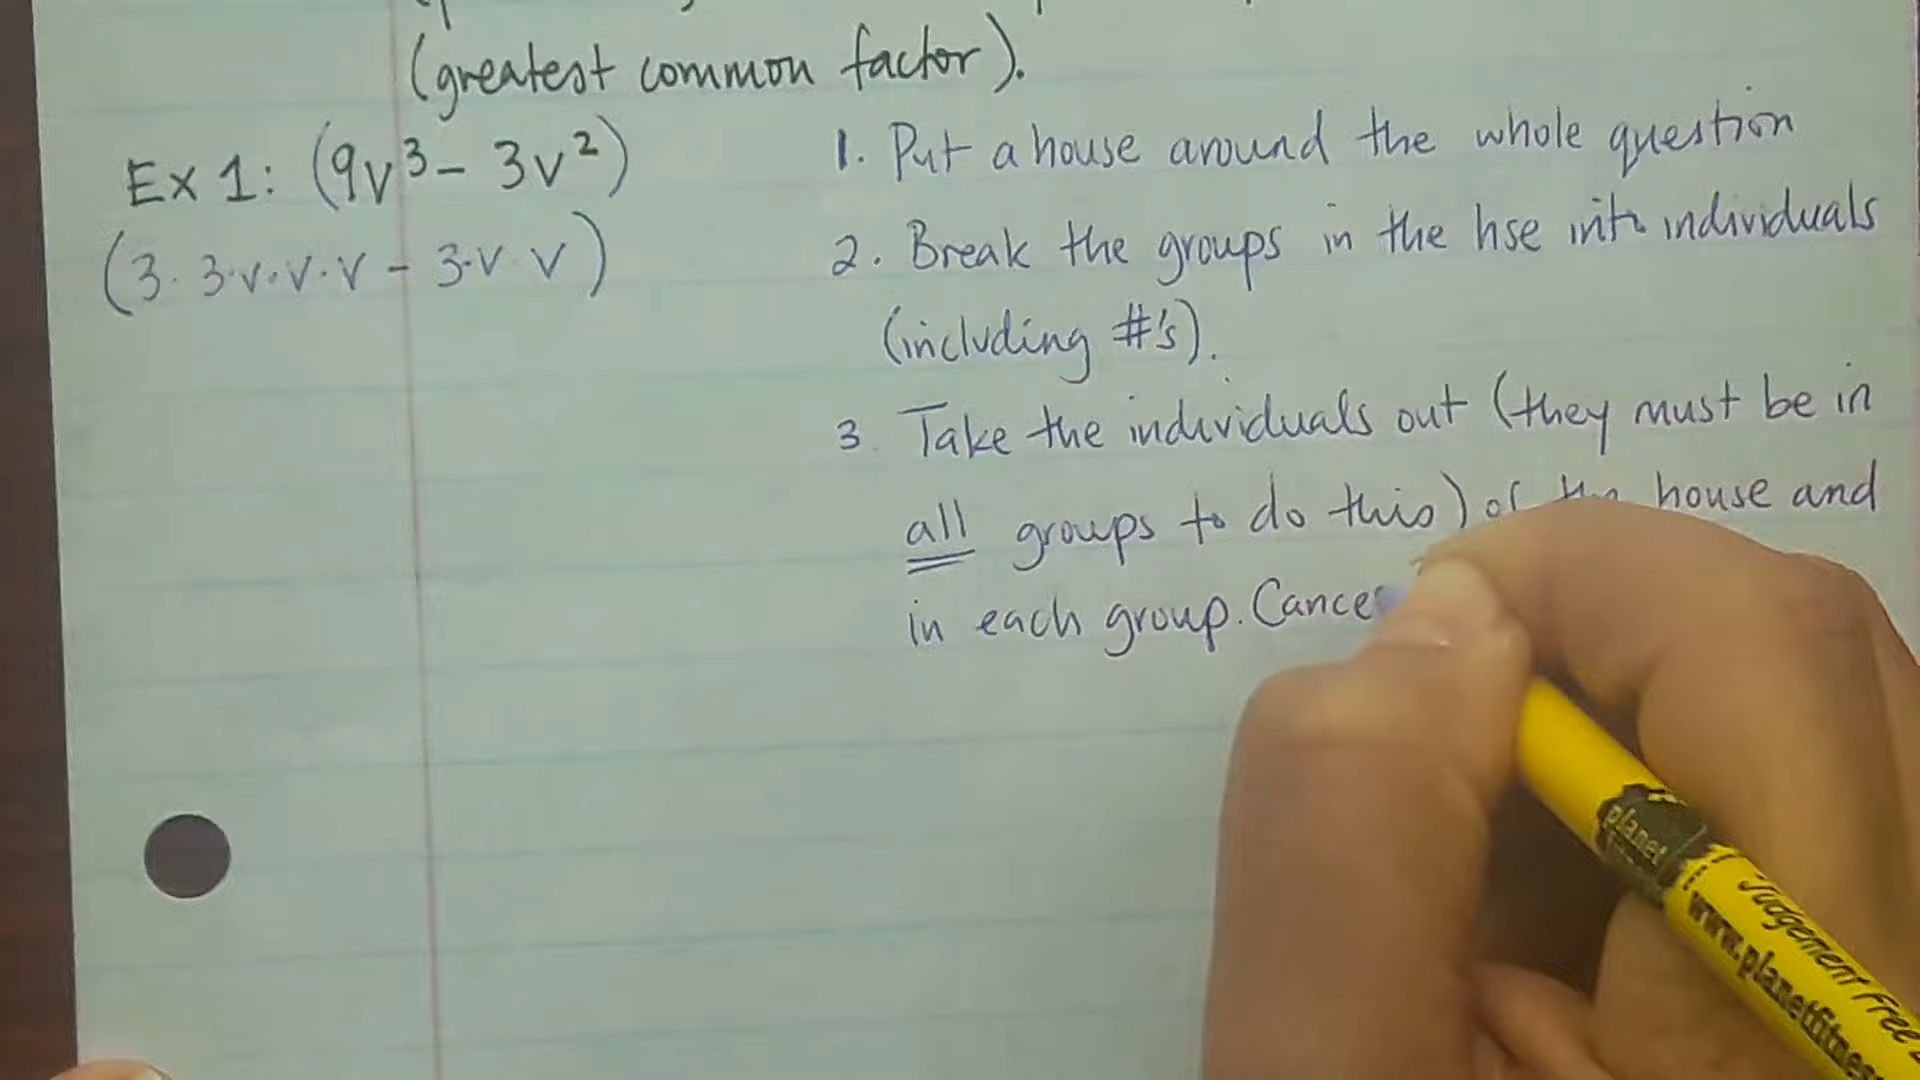 (greatest common factor).
Ex 1: (9v³ - 3v²)
(3· 3·v·v·v - 3·v v)
1. Put a house around the whole question
2. Break the groups in the hse into individuals
(including #'s).
3. Take the individuals out (they must be in
all groups to do this) of the house and
in each group. Cance
planet
Judgement Free
www.planetfitness